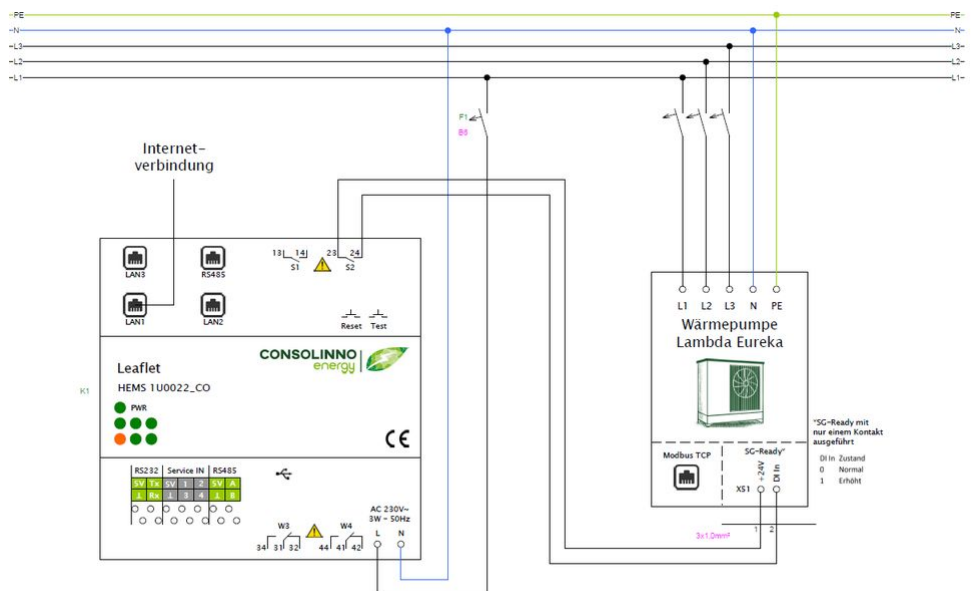 PE PE
N N
L3 L3
L2 L2
L1 L1
F1
B6
Internet-
verbindung
13 14 23 24
S1 S2
LAN3 RS485
LAN1 LAN2
Reset Test
L1 L2 L3 N PE
Wärmepumpe
Lambda Eureka
CONSOLINNO
energy
Leaflet
HEMS 1U0022_CO
K1
PWR
CE
*SG-Ready mit
nur einem Kontakt
ausgeführt
DI In Zustand
0 Normal
1 Erhöht
Modbus TCP SG-Ready*
+24V DI In
XS1
1 2
3x1,0mm²
RS232 Service IN RS485
5V Tx 5V 1 2 5V A
⊥ Rx ⊥ 3 4 ⊥ B
AC 230V~
3W - 50Hz
L N
W3 W4
34 31 32 44 41 42